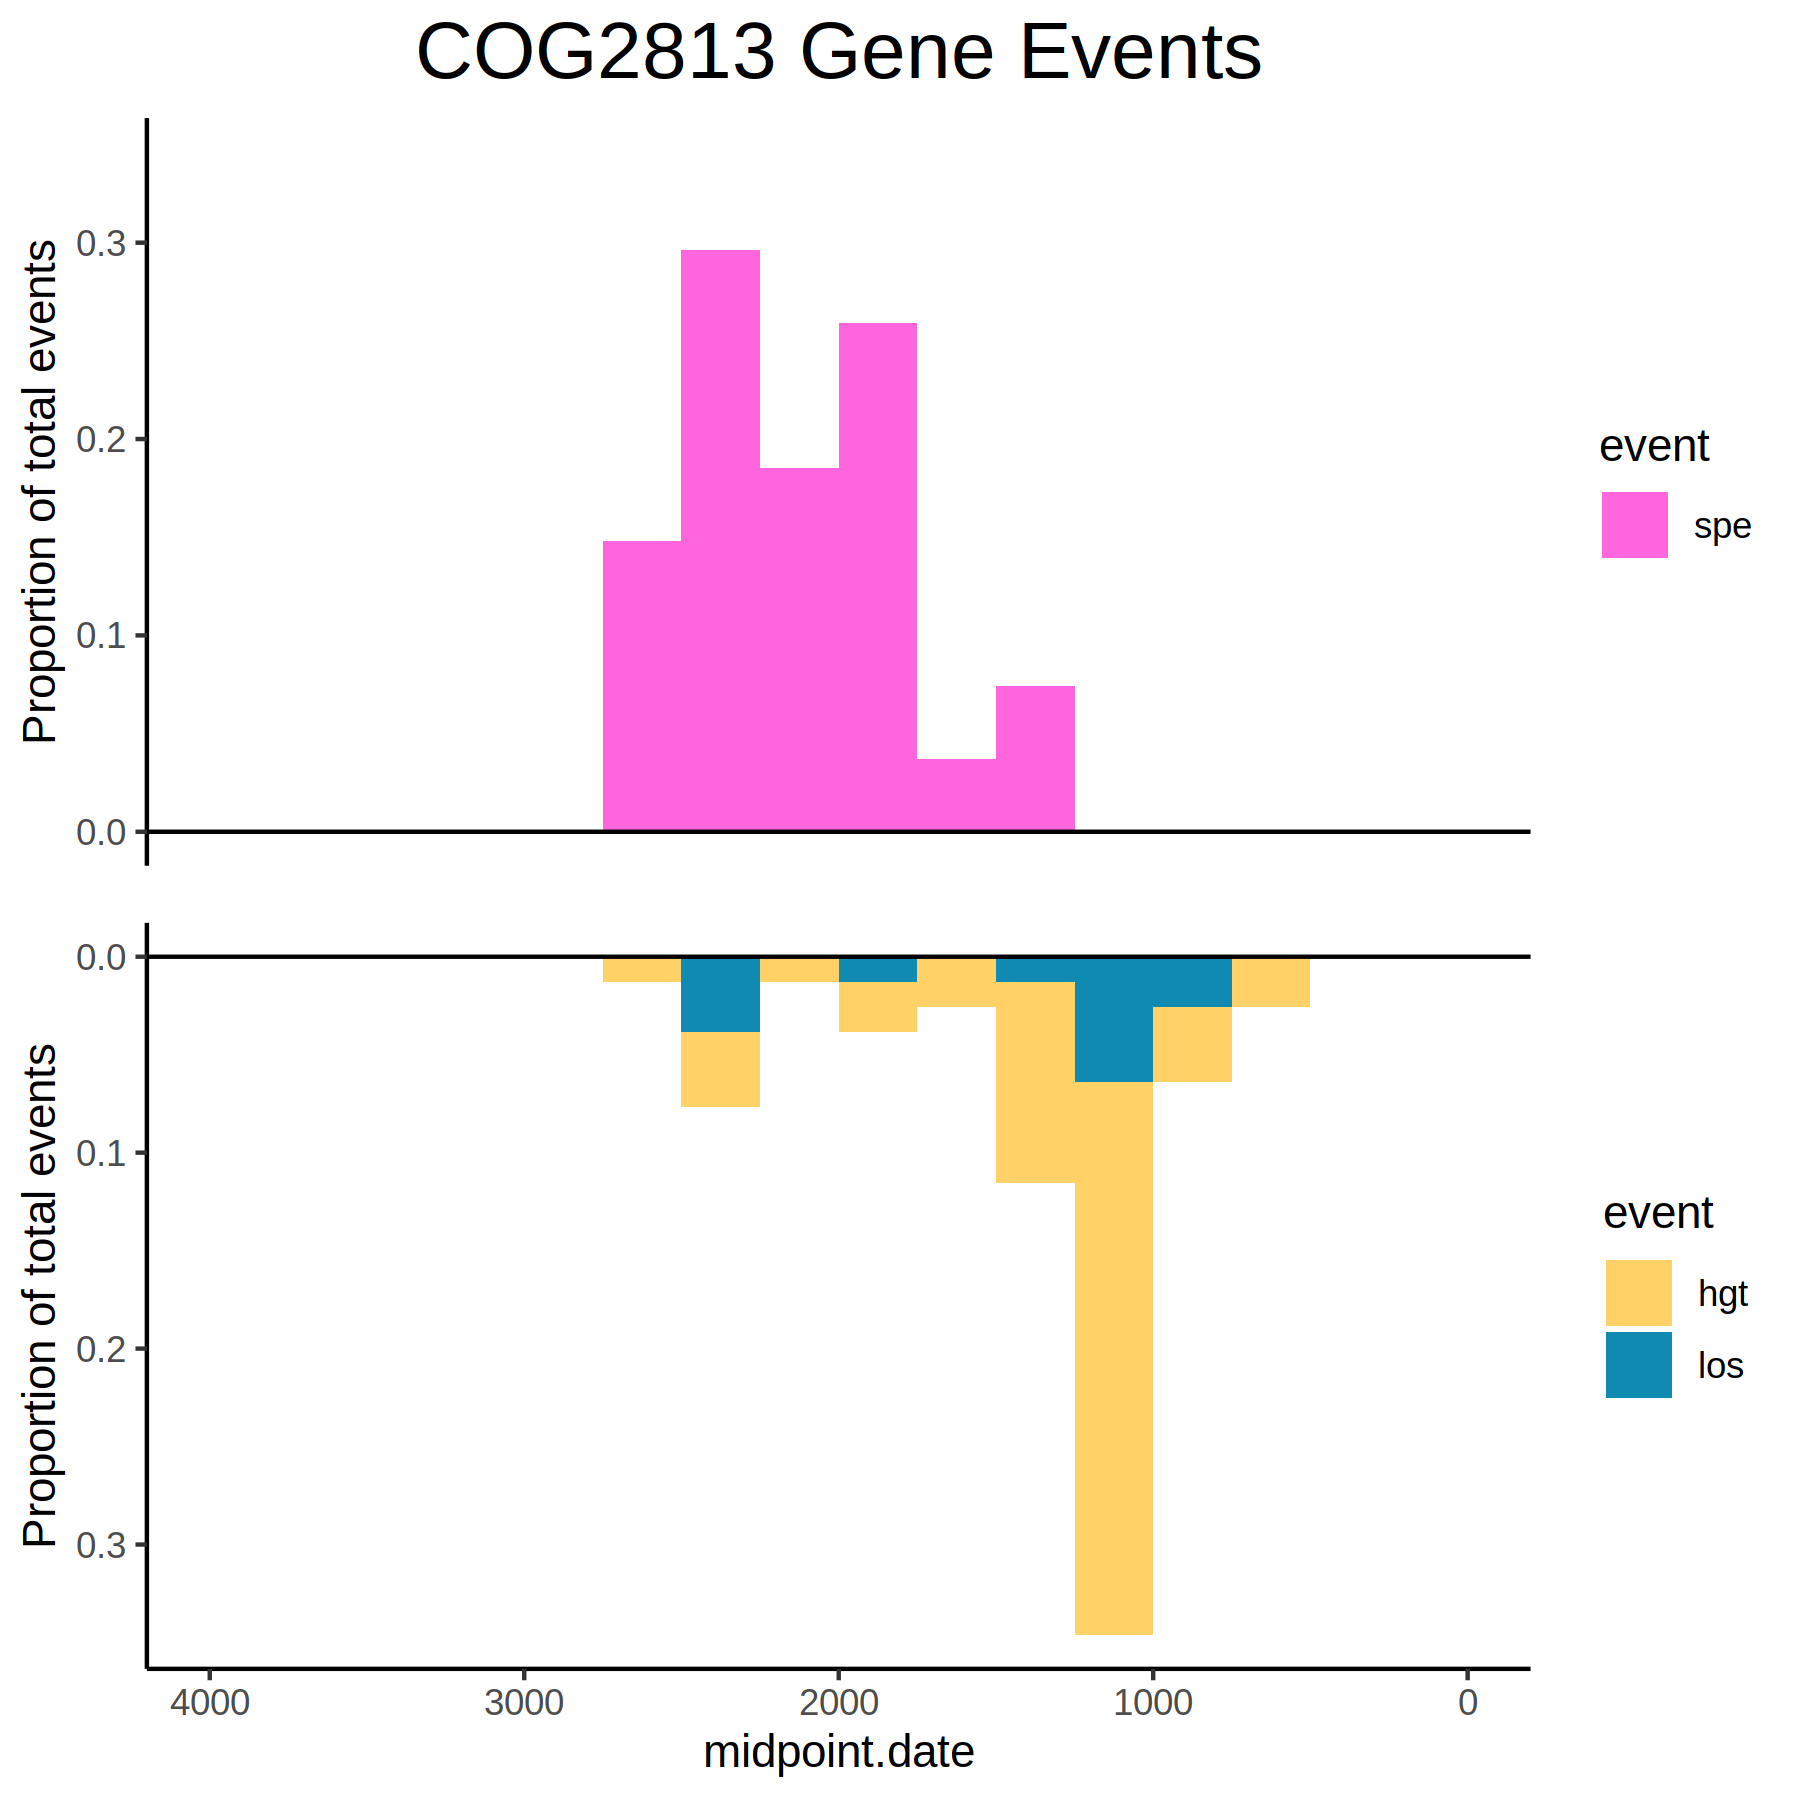 COG2813 Gene Events
Proportion of total events
0.3
0.2
0.1
0.0
event
spe
Proportion of total events
0.0
0.1
0.2
0.3
event
hgt
los
4000 3000 2000 1000 0
midpoint.date